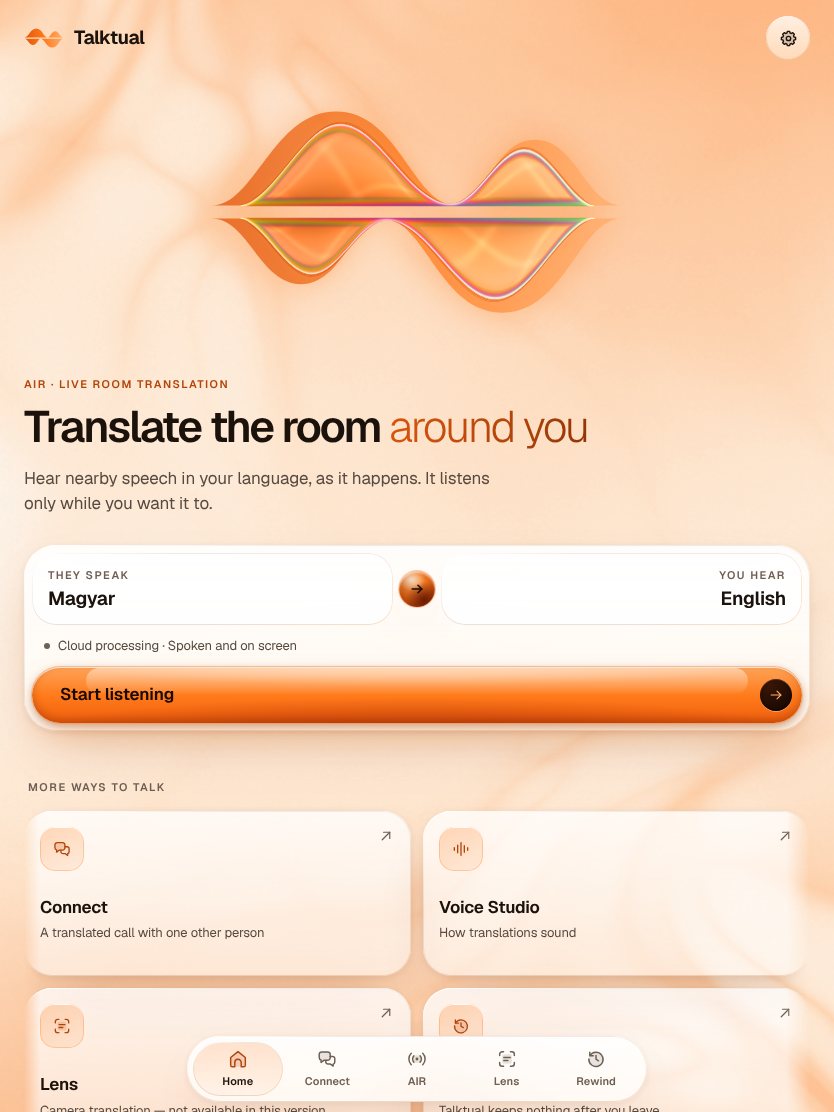 Talktual
AIR · LIVE ROOM TRANSLATION
Translate the room around you
Hear nearby speech in your language, as it happens. It listens
only while you want it to.
THEY SPEAK
Magyar
YOU HEAR
English
Cloud processing · Spoken and on screen
Start listening
MORE WAYS TO TALK
Connect
A translated call with one other person
Voice Studio
How translations sound
Lens
Camera translation — not available in this version
Talktual keeps nothing after you leave
Home
Connect
AIR
Lens
Rewind